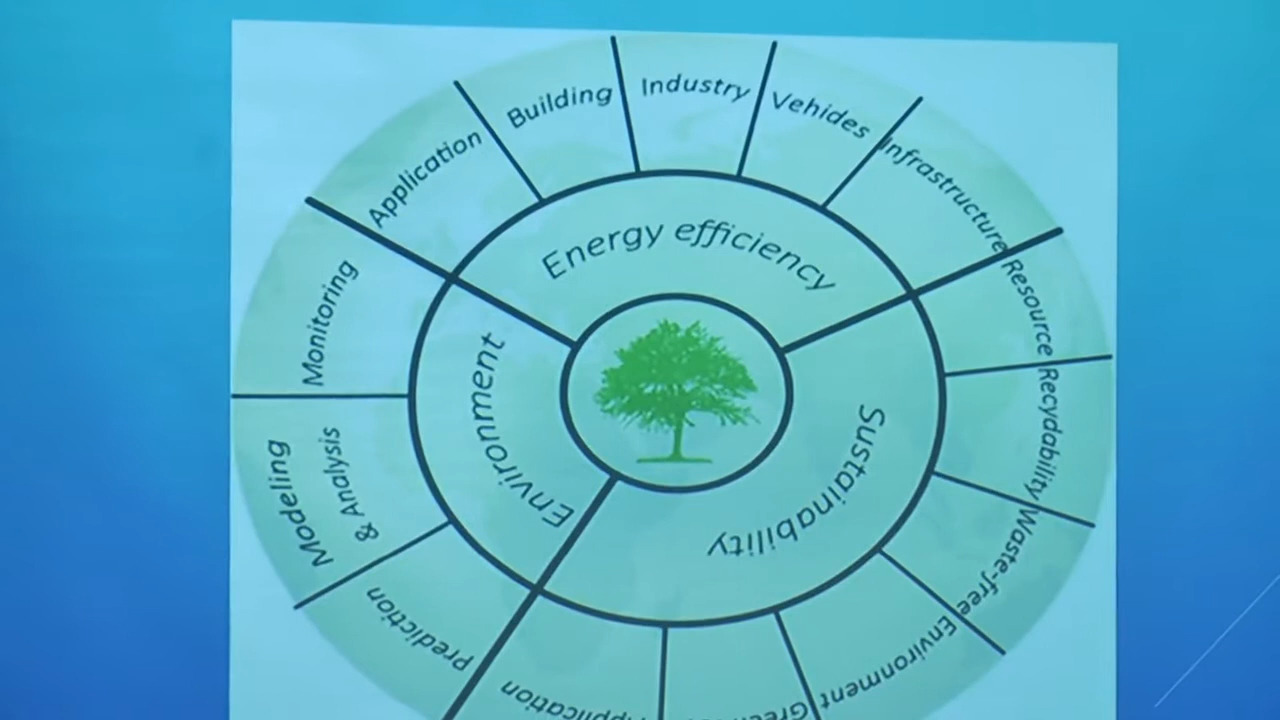 Energy efficiency
Application
Building
Industry
Vehides
Infrastructure
Sustainability
Resource
Recydability
Waste-free
Environment
Environment
Monitoring
Modeling
& Analysis
prediction